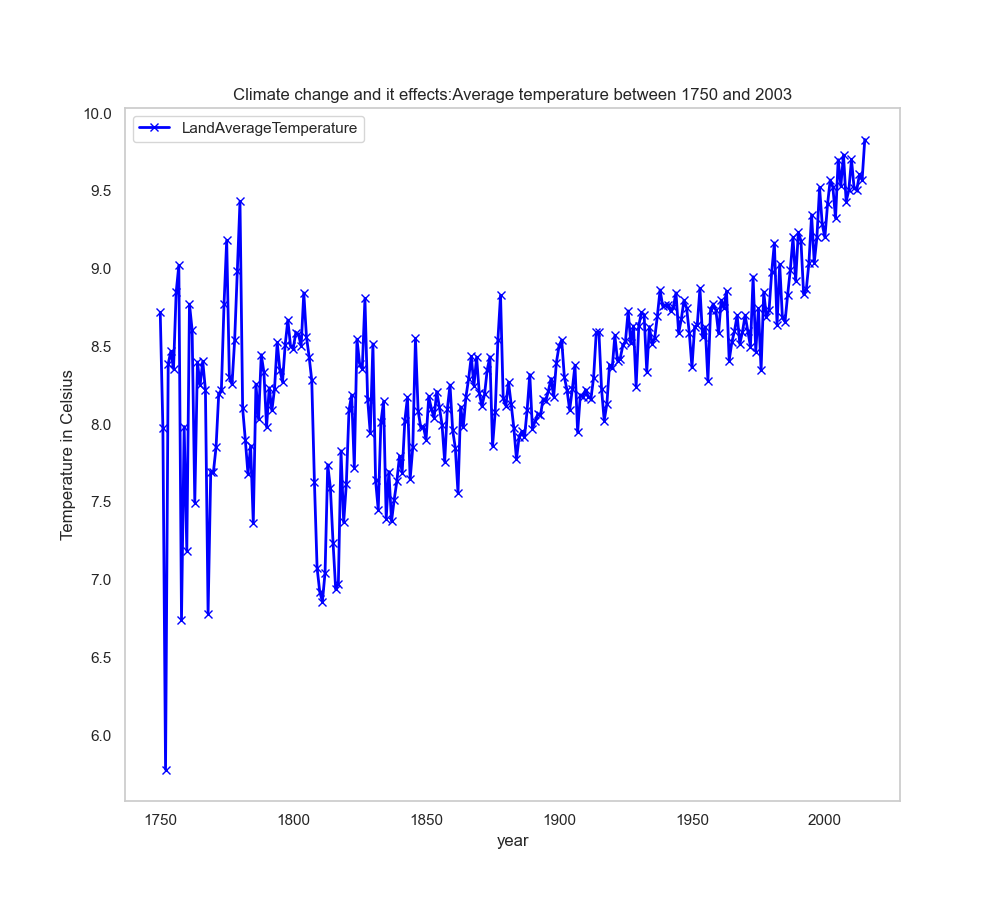 Climate change and it effects:Average temperature between 1750 and 2003
LandAverageTemperature
10.0
9.5
9.0
8.5
8.0
7.5
7.0
6.5
6.0
Temperature in Celsius
1750 1800 1850 1900 1950 2000
year